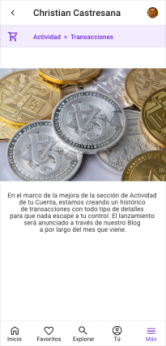 Christian Castresana
Actividad > Transacciones
En el marco de la mejora de la sección de Actividad
de tu Cuenta, estamos creando un histórico
de transacciones con todo tipo de detalles
para que nada escape a tu control. El lanzamiento
será anunciado a través de nuestro Blog
a por largo del mes que viene.
Inicio
Favoritos
Explorar
Tú
Más